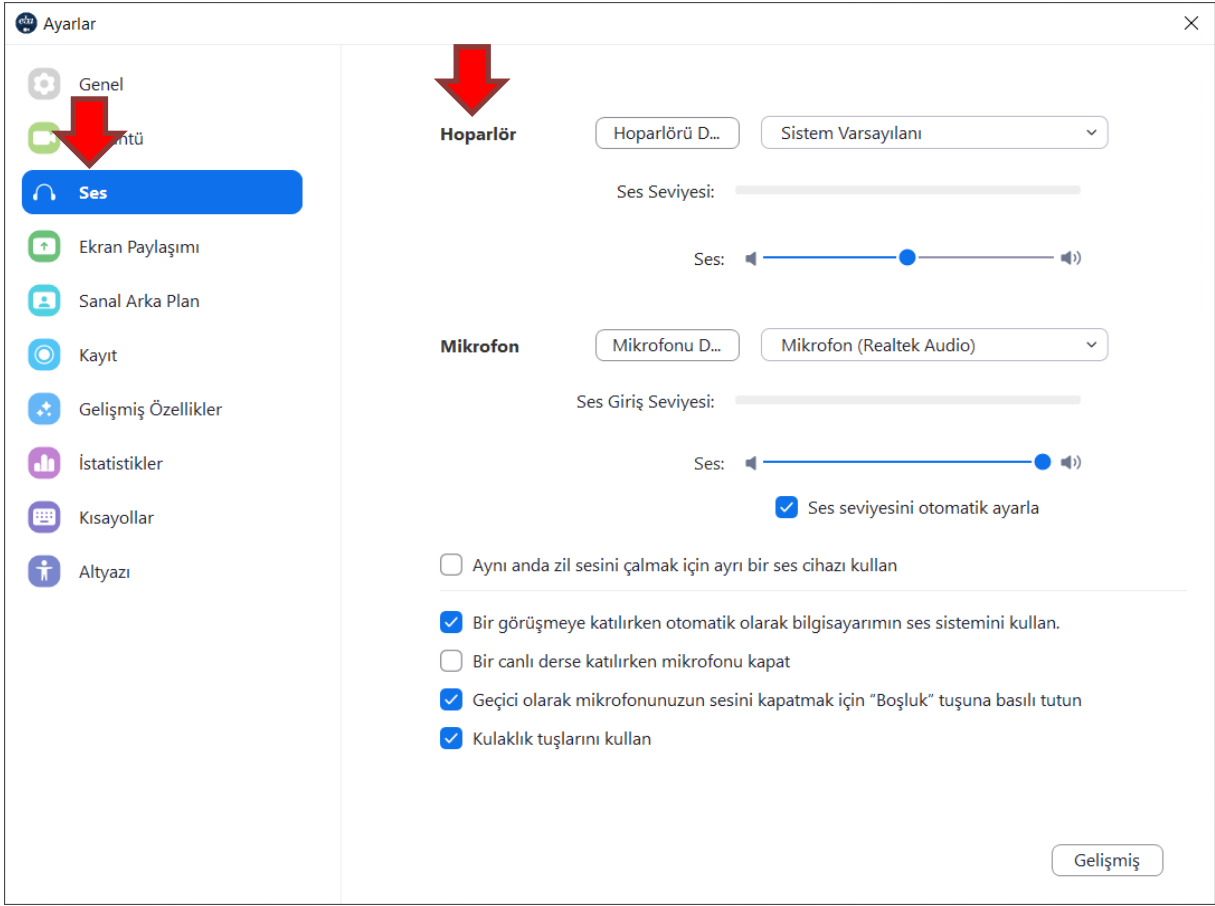 eba
Ayarlar
Genel
ntü
Ses
Ekran Paylaşımı
Sanal Arka Plan
Kayıt
Gelişmiş Özellikler
İstatistikler
Kısayollar
Altyazı
Hoparlör
Hoparlörü D...
Sistem Varsayılanı
Ses Seviyesi:
Ses:
Mikrofon
Mikrofonu D...
Mikrofon (Realtek Audio)
Ses Giriş Seviyesi:
Ses:
Ses seviyesini otomatik ayarla
Aynı anda zil sesini çalmak için ayrı bir ses cihazı kullan
Bir görüşmeye katılırken otomatik olarak bilgisayarımın ses sistemini kullan.
Bir canlı derse katılırken mikrofonu kapat
Geçici olarak mikrofonunuzun sesini kapatmak için “Boşluk” tuşuna basılı tutun
Kulaklık tuşlarını kullan
Gelişmiş